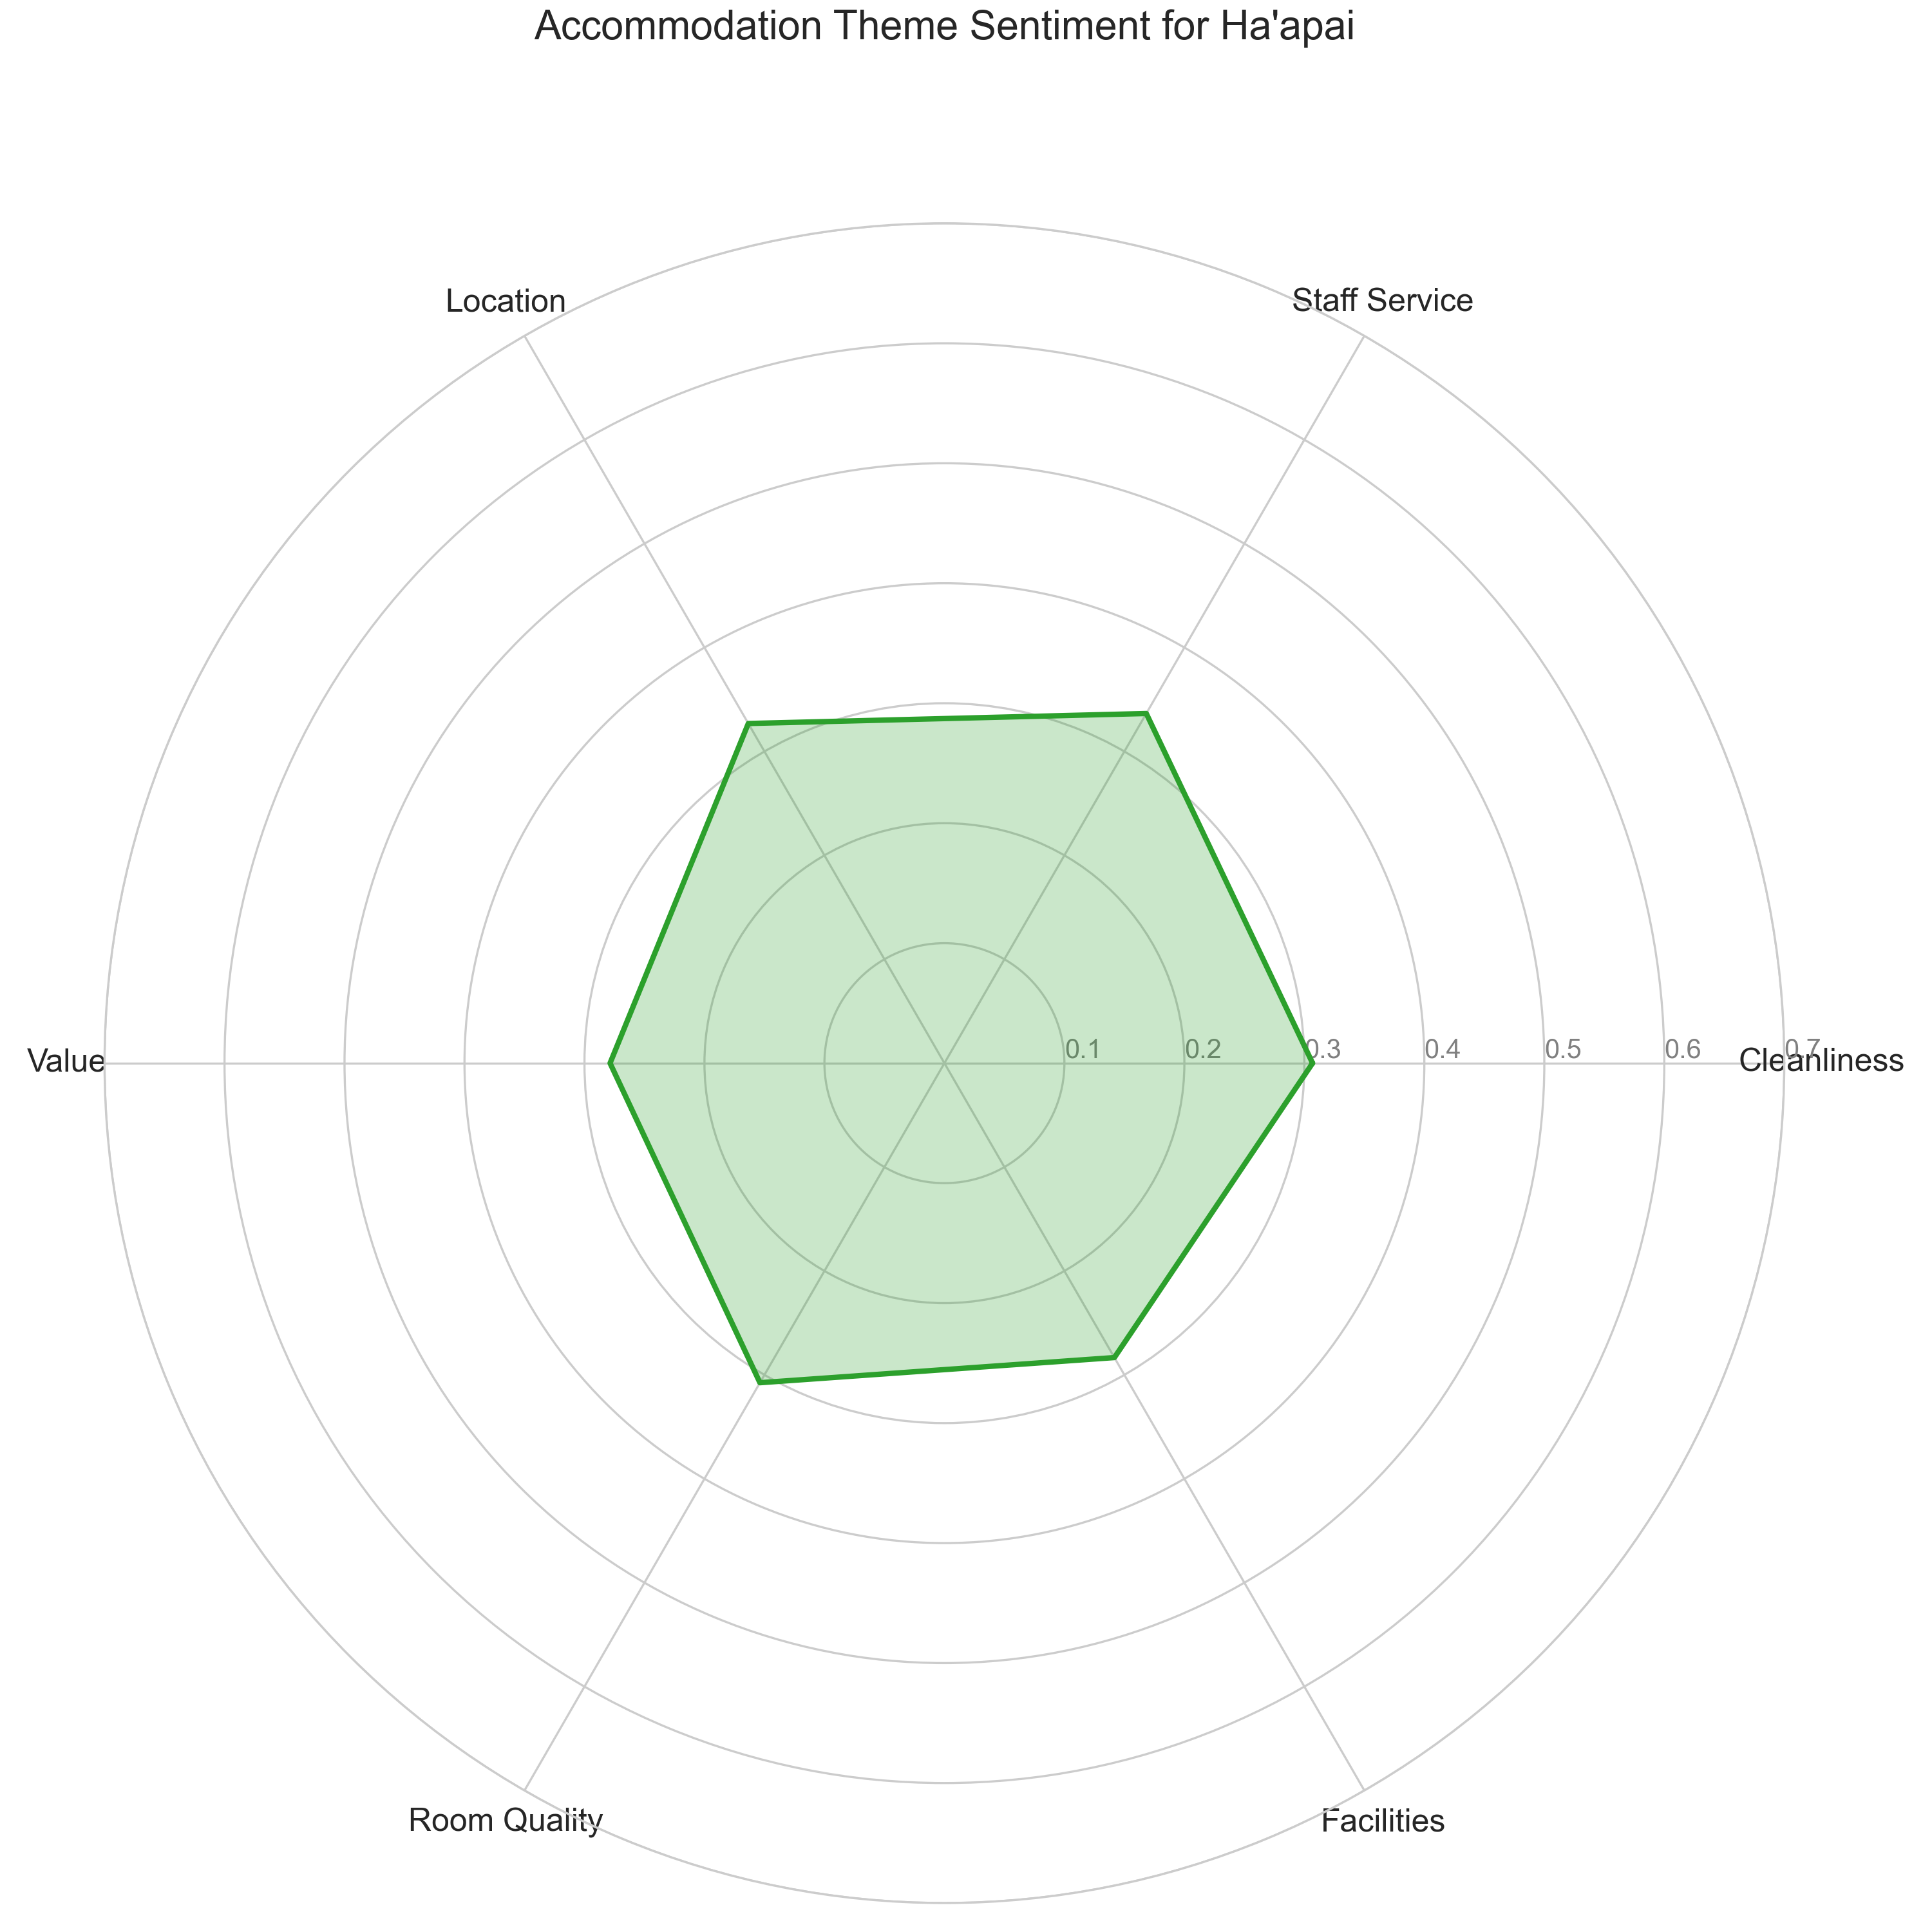 Accommodation Theme Sentiment for Ha'apai
Location
Staff Service
Value
0.1
0.2
0.3
0.4
0.5
0.6
0.7
Cleanliness
Room Quality
Facilities